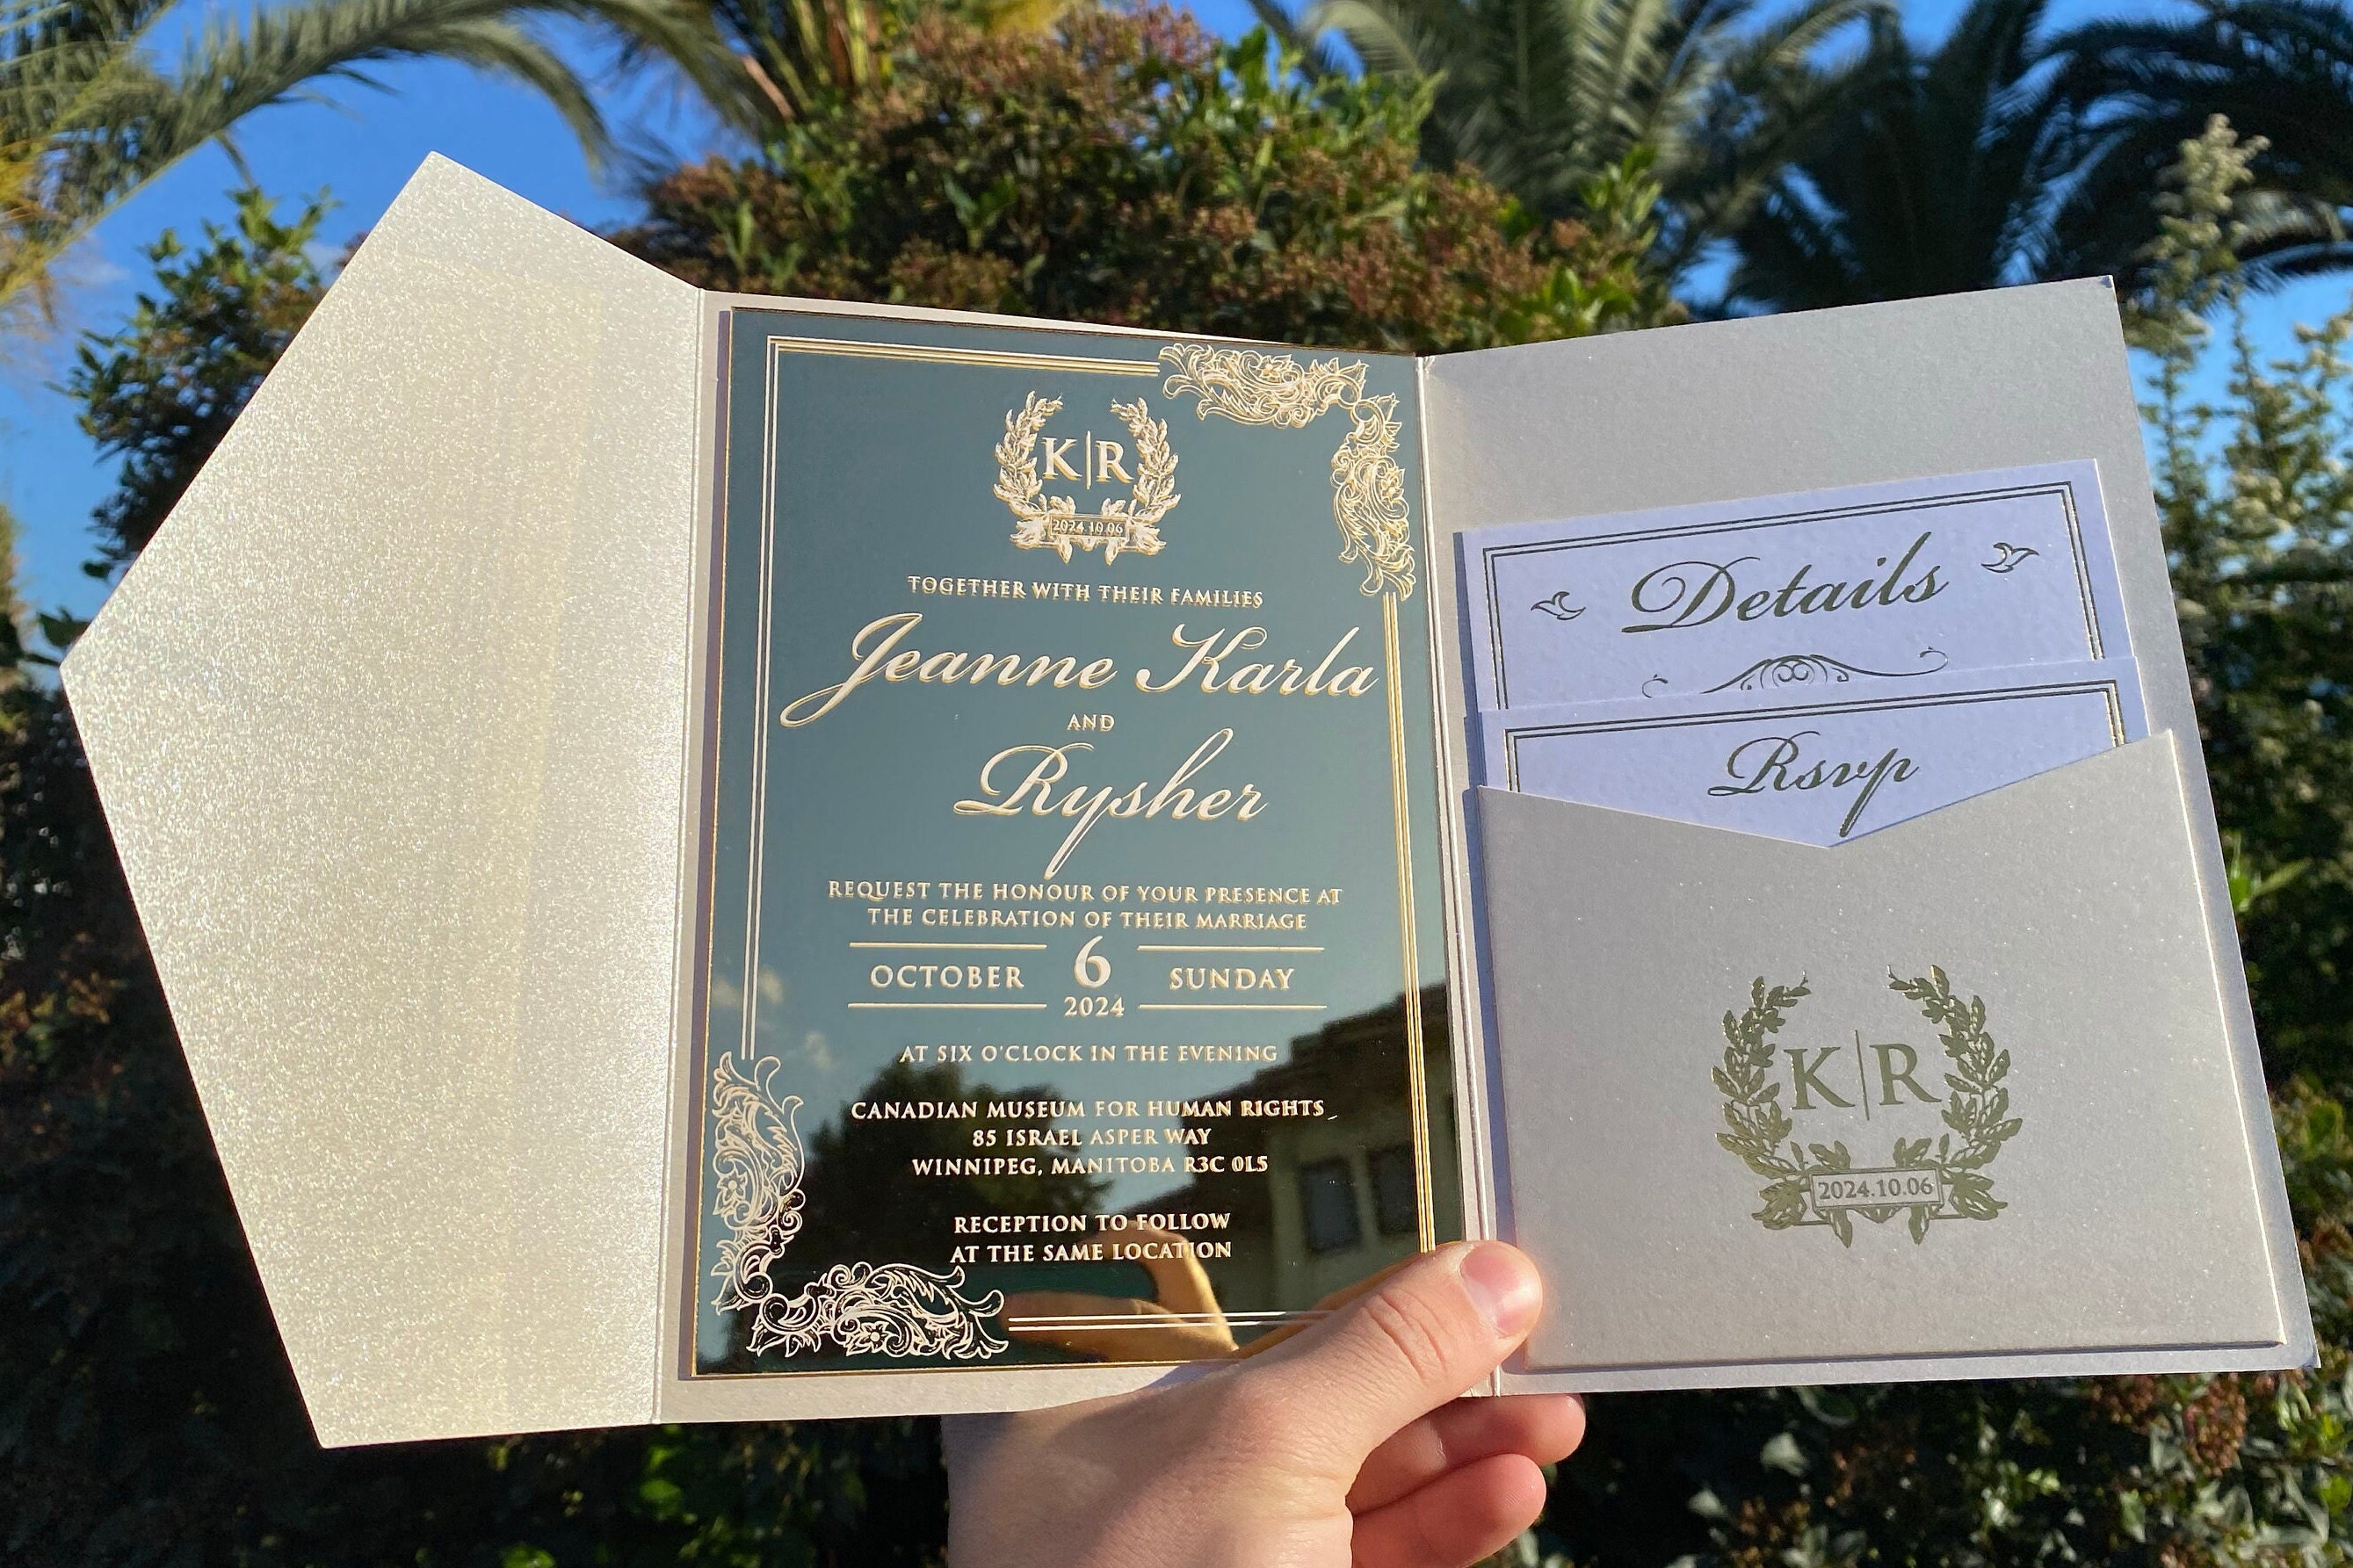 K|R
2024.10.06
TOGETHER WITH THEIR FAMILIES
Jeanne Karla
AND
Rysher
REQUEST THE HONOUR OF YOUR PRESENCE AT
THE CELEBRATION OF THEIR MARRIAGE
OCTOBER 6 SUNDAY
2024
AT SIX O'CLOCK IN THE EVENING
CANADIAN MUSEUM FOR HUMAN RIGHTS
85 ISRAEL ASPER WAY
WINNIPEG, MANITOBA R3C 0L5
RECEPTION TO FOLLOW
AT THE SAME LOCATION
Details
Rsvp
K|R
2024.10.06